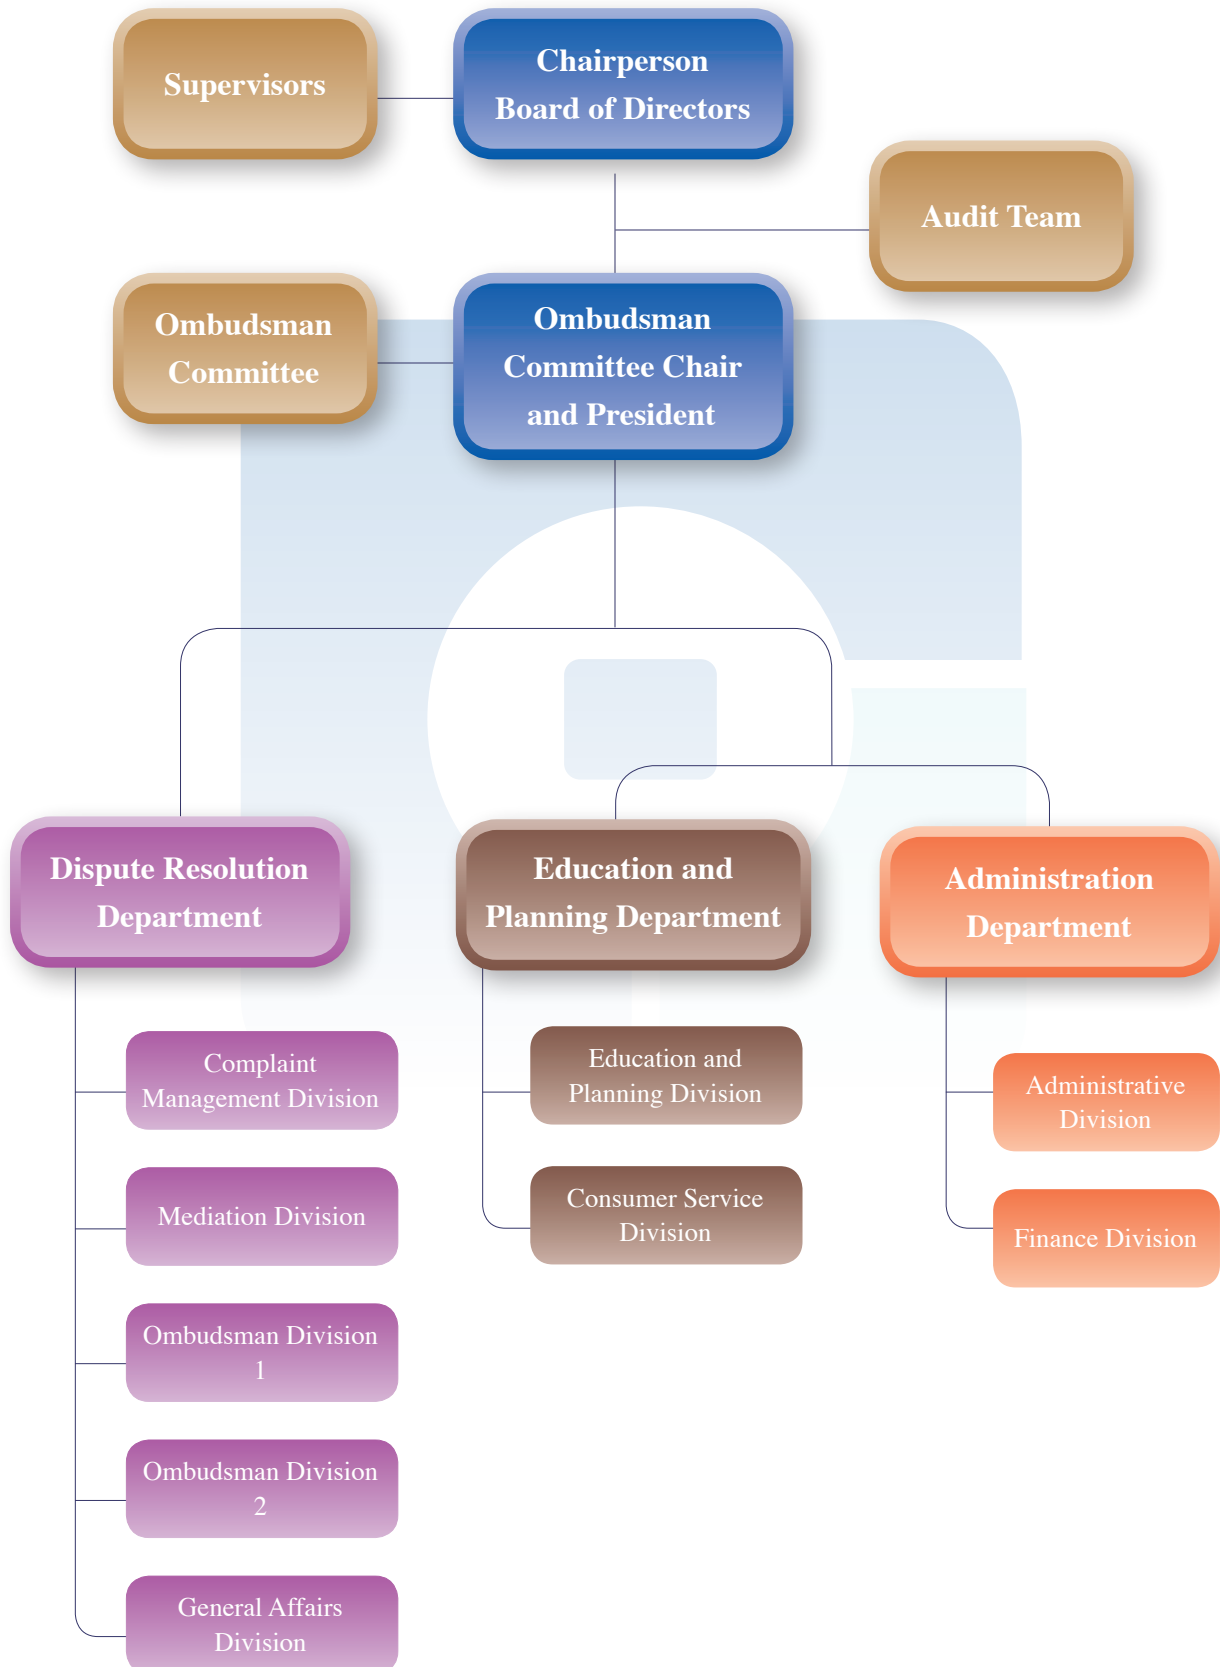 Supervisors
Chairperson
Board of Directors
Audit Team
Ombudsman
Committee
Ombudsman
Committee Chair
and President
Dispute Resolution
Department
Education and
Planning Department
Administration
Department
Complaint
Management Division
Mediation Division
Ombudsman Division
1
Ombudsman Division
2
General Affairs
Division
Education and
Planning Division
Consumer Service
Division
Administrative
Division
Finance Division